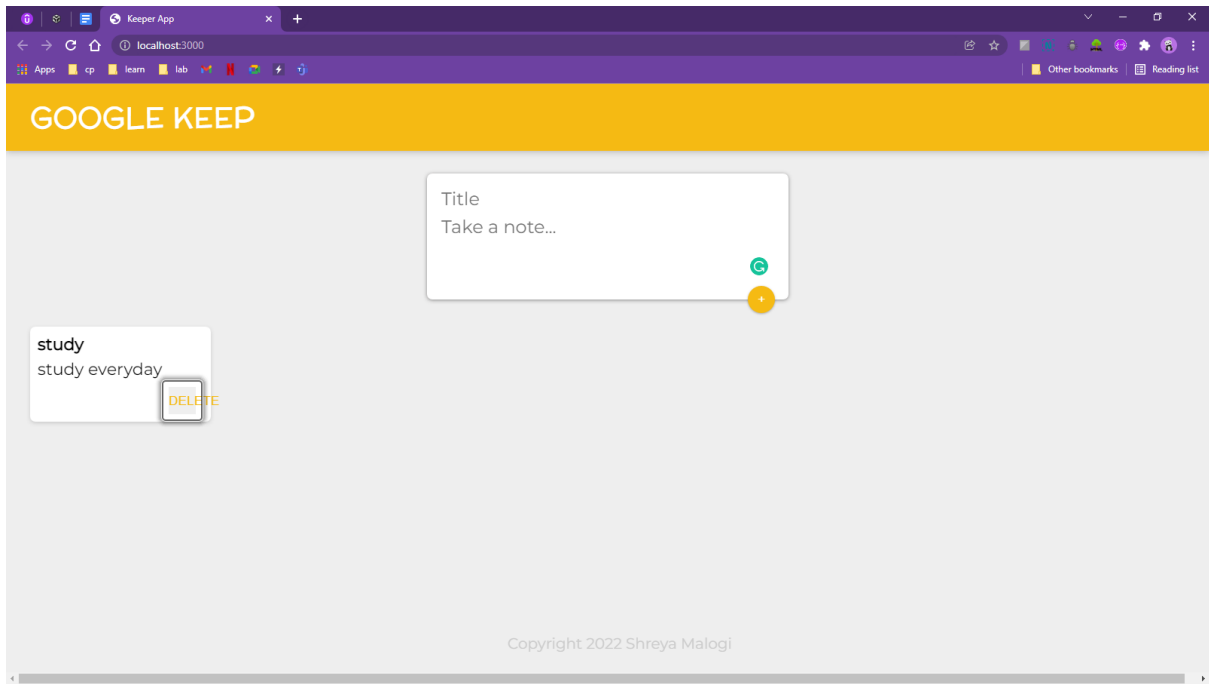 Keeper App
localhost:3000
Apps cp learn lab Other bookmarks Reading list
GOOGLE KEEP
Title
Take a note...
+
study
study everyday
DELETE
Copyright 2022 Shreya Malogi